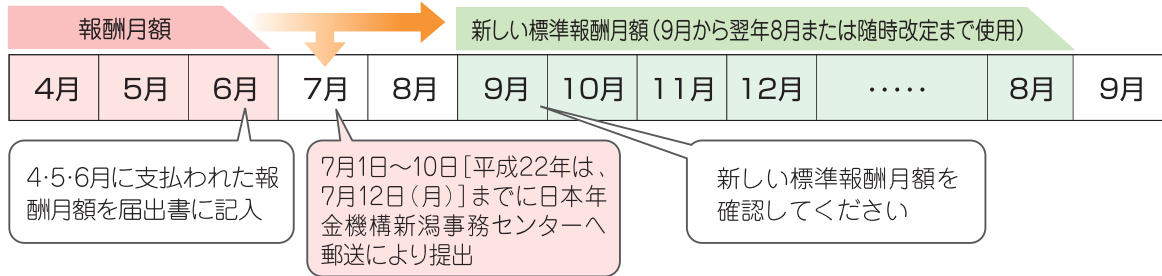 報酬月額
新しい標準報酬月額(9月から翌年8月または随時改定まで使用)
4月 5月 6月 7月 8月 9月 10月 11月 12月 ‥‥‥ 8月 9月
4・5・6月に支払われた報
酬月額を届出書に記入
7月1日〜10日[平成22年は、
7月12日(月)]までに日本年
金機構新潟事務センターへ
郵送により提出
新しい標準報酬月額を
確認してください